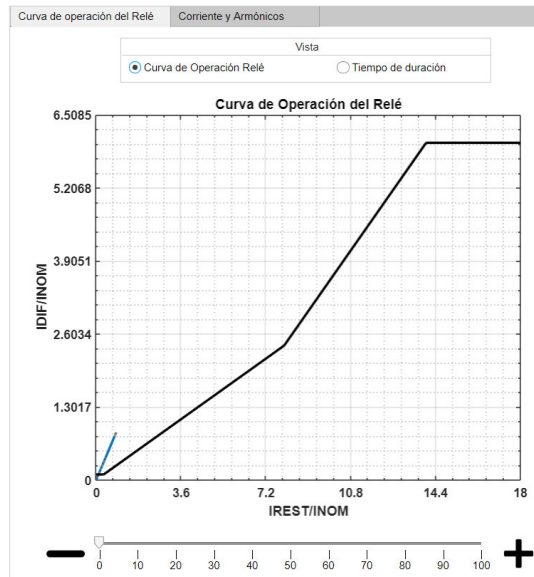 Curva de operación del Relé Corriente y Armónicos
Vista
Curva de Operación Relé Tiempo de duración
Curva de Operación del Relé
6.5085
5.2068
3.9051
2.6034
1.3017
0
IDIF/INOM
0 3.6 7.2 10.8 14.4 18
IREST/INOM
0 10 20 30 40 50 60 70 80 90 100